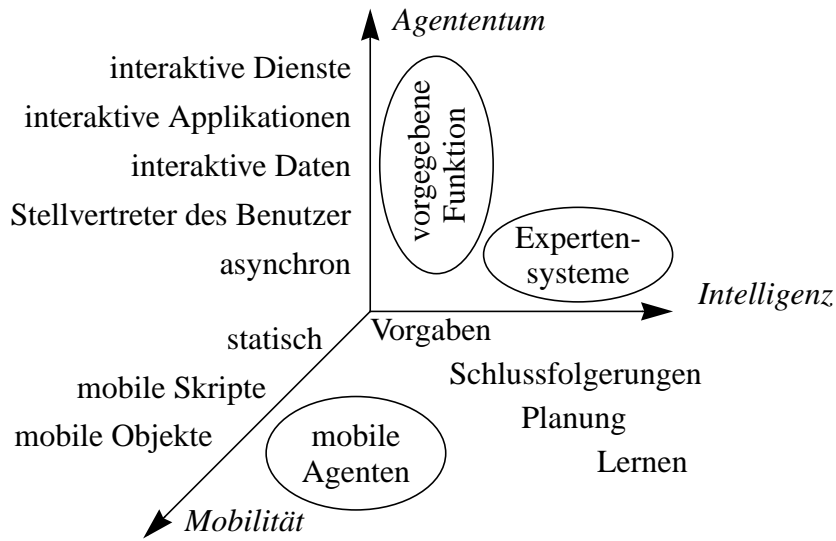 Agententum
interaktive Dienste
interaktive Applikationen
interaktive Daten
Stellvertreter des Benutzer
asynchron
vorgegebene
Funktion
Experten-
systeme
Intelligenz
Vorgaben
Schlussfolgerungen
Planung
Lernen
statisch
mobile Skripte
mobile Objekte
mobile
Agenten
Mobilität